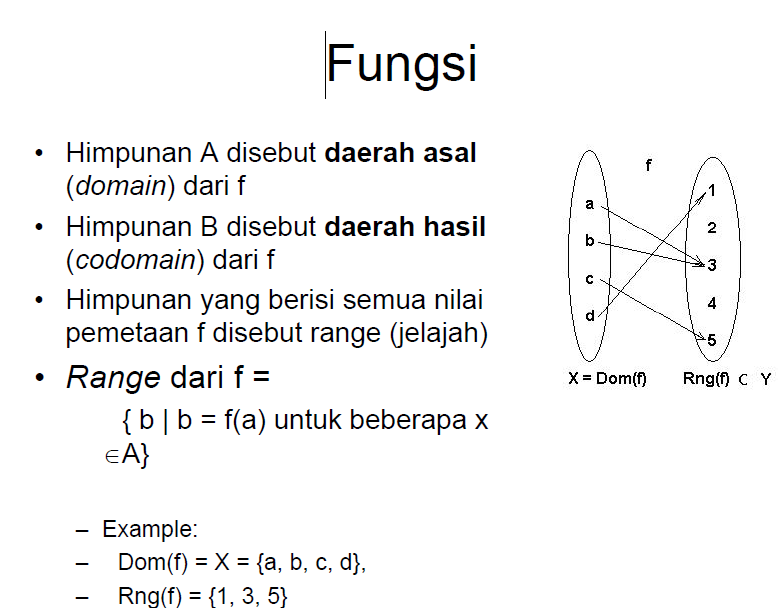 Fungsi
• Himpunan A disebut daerah asal
(domain) dari f
• Himpunan B disebut daerah hasil
(codomain) dari f
• Himpunan yang berisi semua nilai
pemetaan f disebut range (jelajah)
• Range dari f =
{ b | b = f(a) untuk beberapa x
∈A}
– Example:
– Dom(f) = X = {a, b, c, d},
– Rng(f) = {1, 3, 5}
f
a
b
c
d
1
2
3
4
5
X = Dom(f)
Rng(f) ⊂ Y